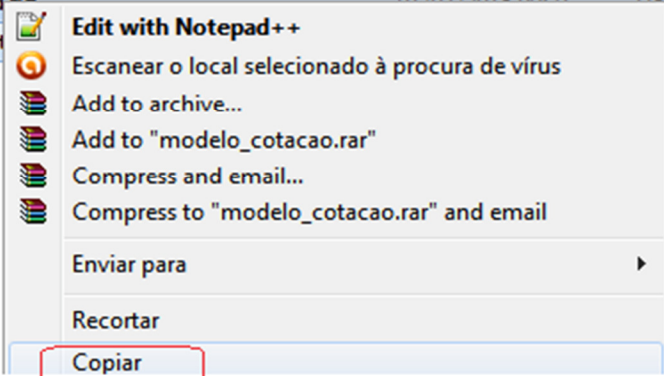 Edit with Notepad++
Escanear o local selecionado à procura de vírus
Add to archive...
Add to "modelo_cotacao.rar"
Compress and email...
Compress to "modelo_cotacao.rar" and email
Enviar para
Recortar
Copiar